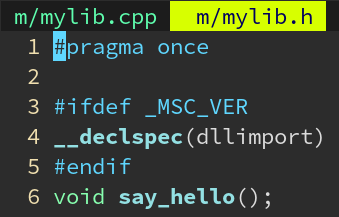 m/mylib.cpp m/mylib.h
1 #pragma once
2
3 #ifdef _MSC_VER
4 __declspec(dllimport)
5 #endif
6 void say_hello();